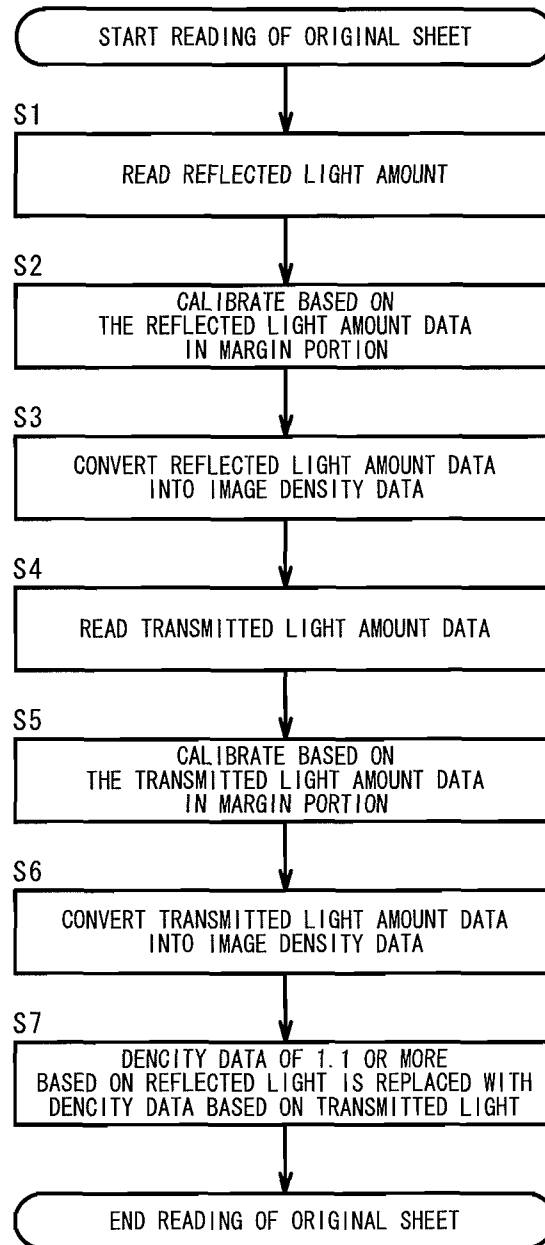 START READING OF ORIGINAL SHEET
S1
READ REFLECTED LIGHT AMOUNT
S2
CALIBRATE BASED ON
THE REFLECTED LIGHT AMOUNT DATA
IN MARGIN PORTION
S3
CONVERT REFLECTED LIGHT AMOUNT DATA
INTO IMAGE DENSITY DATA
S4
READ TRANSMITTED LIGHT AMOUNT DATA
S5
CALIBRATE BASED ON
THE TRANSMITTED LIGHT AMOUNT DATA
IN MARGIN PORTION
S6
CONVERT TRANSMITTED LIGHT AMOUNT DATA
INTO IMAGE DENSITY DATA
S7
DENCITY DATA OF 1.1 OR MORE
BASED ON REFLECTED LIGHT IS REPLACED WITH
DENCITY DATA BASED ON TRANSMITTED LIGHT
END READING OF ORIGINAL SHEET